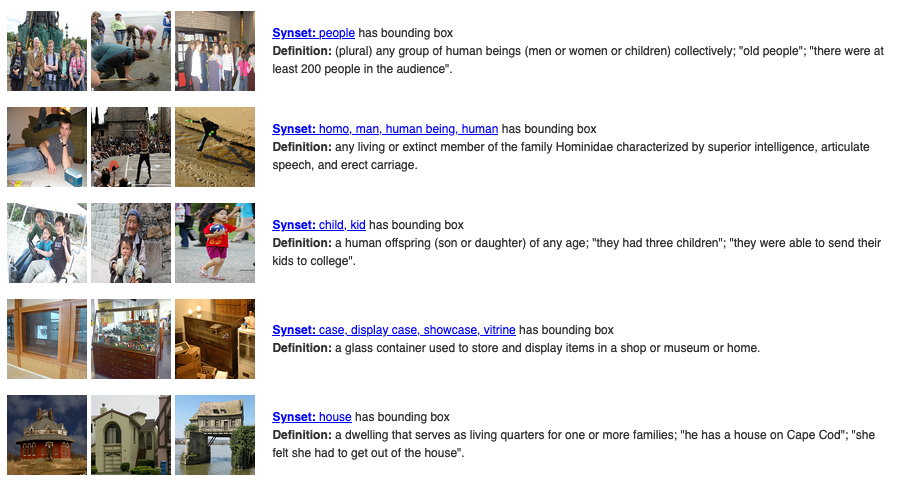 Synset: people has bounding box
Definition: (plural) any group of human beings (men or women or children) collectively; "old people"; "there were at
least 200 people in the audience".
Synset: homo, man, human being, human has bounding box
Definition: any living or extinct member of the family Hominidae characterized by superior intelligence, articulate
speech, and erect carriage.
Synset: child, kid has bounding box
Definition: a human offspring (son or daughter) of any age; "they had three children"; "they were able to send their
kids to college".
Synset: case, display case, showcase, vitrine has bounding box
Definition: a glass container used to store and display items in a shop or museum or home.
Synset: house has bounding box
Definition: a dwelling that serves as living quarters for one or more families; "he has a house on Cape Cod"; "she
felt she had to get out of the house".